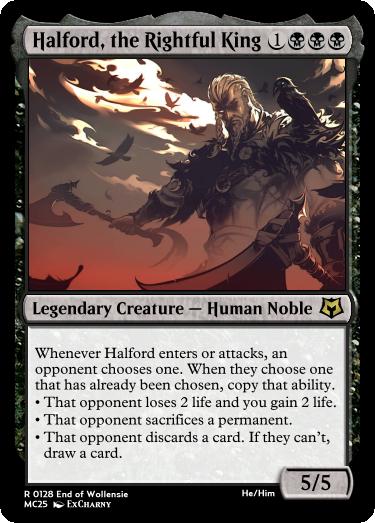 Halford, the Rightful King 1
Legendary Creature — Human Noble
Whenever Halford enters or attacks, an
opponent chooses one. When they choose one
that has already been chosen, copy that ability.
• That opponent loses 2 life and you gain 2 life.
• That opponent sacrifices a permanent.
• That opponent discards a card. If they can't,
draw a card.
5/5
R 0128 End of Wollensie He/Him
MC25 ExCharny